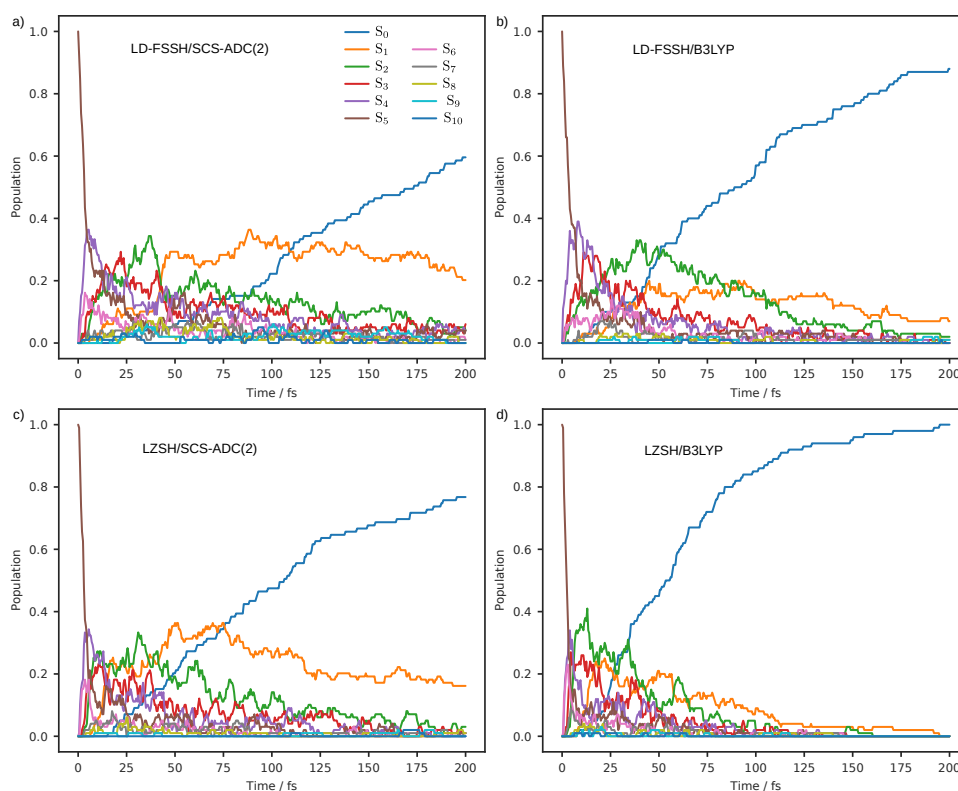 a)
LD-FSSH/SCS-ADC(2)
S0
S1 S6
S2 S7
S3 S8
S4 S9
S5 S10
1.0
0.8
0.6
0.4
0.2
0.0
Population
0 25 50 75 100 125 150 175 200
Time / fs
b)
LD-FSSH/B3LYP
1.0
0.8
0.6
0.4
0.2
0.0
Population
0 25 50 75 100 125 150 175 200
Time / fs
c)
LZSH/SCS-ADC(2)
1.0
0.8
0.6
0.4
0.2
0.0
Population
0 25 50 75 100 125 150 175 200
Time / fs
d)
LZSH/B3LYP
1.0
0.8
0.6
0.4
0.2
0.0
Population
0 25 50 75 100 125 150 175 200
Time / fs